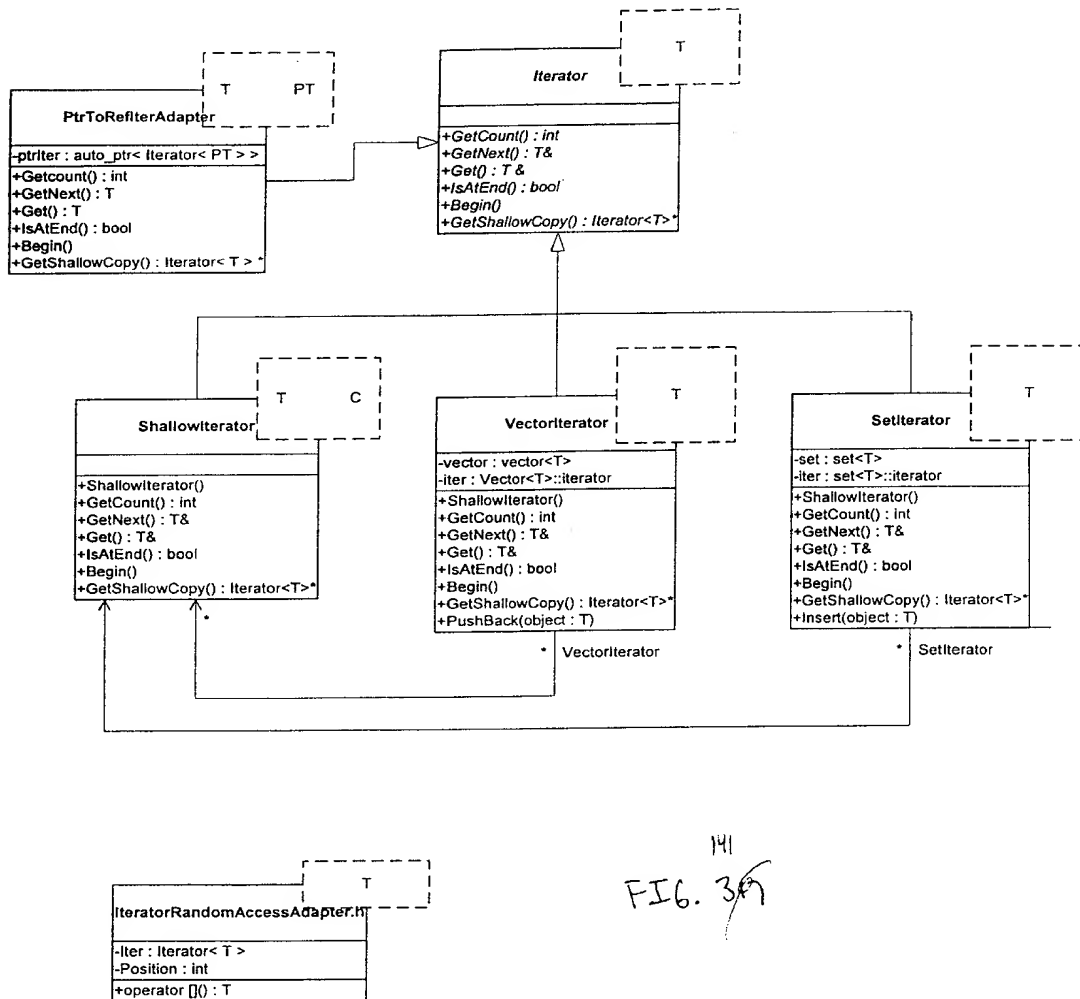 T
Iterator
+GetCount() : int
+GetNext() : T&
+Get() : T &
+IsAtEnd() : bool
+Begin()
+GetShallowCopy() : Iterator<T>*
T PT
PtrToRefIterAdapter
-ptrIter : auto_ptr< Iterator< PT > >
+Getcount() : int
+GetNext() : T
+Get() : T
+IsAtEnd() : bool
+Begin()
+GetShallowCopy() : Iterator< T > *
T C
ShallowIterator
+ShallowIterator()
+GetCount() : int
+GetNext() : T&
+Get() : T&
+IsAtEnd() : bool
+Begin()
+GetShallowCopy() : Iterator<T>*
*
T
VectorIterator
-vector : vector<T>
-iter : Vector<T>::iterator
+ShallowIterator()
+GetCount() : int
+GetNext() : T&
+Get() : T&
+IsAtEnd() : bool
+Begin()
+GetShallowCopy() : Iterator<T>*
+PushBack(object : T)
* VectorIterator
T
SetIterator
-set : set<T>
-iter : set<T>::iterator
+ShallowIterator()
+GetCount() : int
+GetNext() : T&
+Get() : T&
+IsAtEnd() : bool
+Begin()
+GetShallowCopy() : Iterator<T>*
+Insert(object : T)
* SetIterator
T
IteratorRandomAccessAdapter.h
-Iter : Iterator< T >
-Position : int
+operator []() : T
141
FIG.